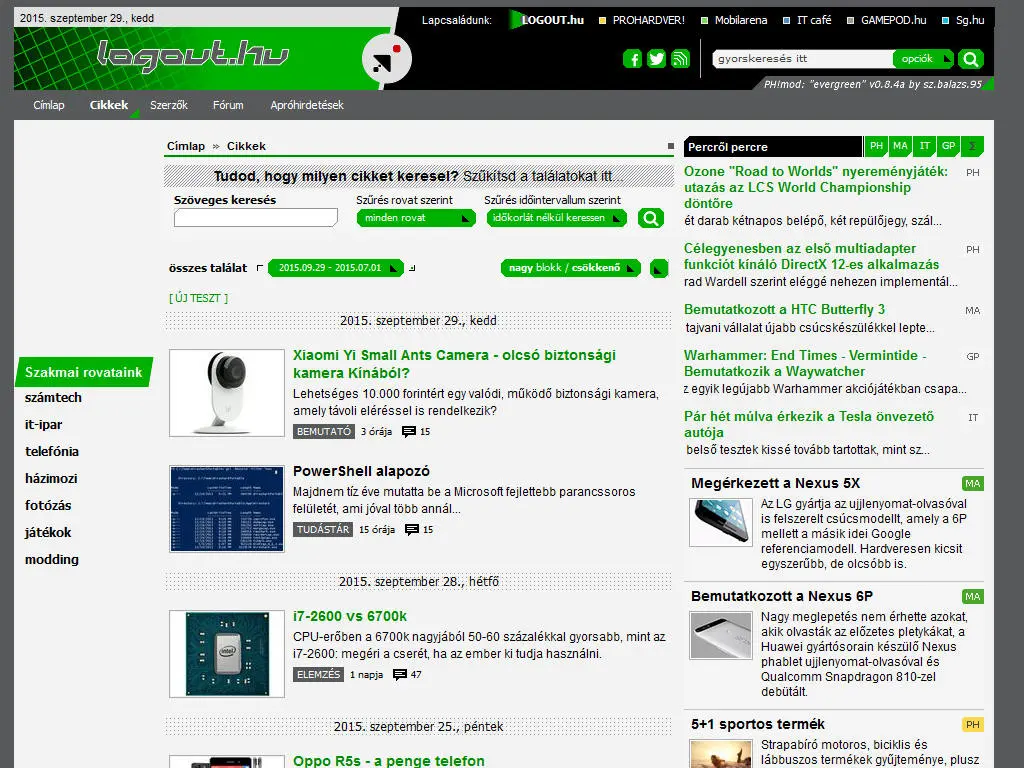 2015. szeptember 29., kedd
Lapcsaládunk:
LOGOUT.hu
PROHARDVER!
Mobilarena
IT café
GAMEPOD.hu
Sg.hu
logout.hu
gyorskeresés itt
opciók
PH!mod: "evergreen" v0.8.4a by sz.balazs.95
Címlap
Cikkek
Szerzők
Fórum
Apróhirdetések
Szakmai rovataink
számtech
it-ipar
telefónia
házimozi
fotózás
játékok
modding
Címlap » Cikkek
Tudod, hogy milyen cikket keresel? Szűkítsd a találatokat itt...
Szöveges keresés
Szűrés rovat szerint
minden rovat
Szűrés időintervallum szerint
időkorlát nélkül keressen
összes találat
2015.09.29 - 2015.07.01
nagy blokk / csökkenő
[ ÚJ TESZT ]
2015. szeptember 29., kedd
Xiaomi Yi Small Ants Camera - olcsó biztonsági
kamera Kínából?
Lehetséges 10.000 forintért egy valódi, működő biztonsági kamera,
amely távoli eléréssel is rendelkezik?
BEMUTATÓ 3 órája 15
PowerShell alapozó
Majdnem tíz éve mutatta be a Microsoft fejlettebb parancssoros
felületét, ami jóval több annál...
TUDÁSTÁR 15 órája 15
2015. szeptember 28., hétfő
i7-2600 vs 6700k
CPU-erőben a 6700k nagyjából 50-60 százalékkal gyorsabb, mint az
i7-2600: megéri a cserét, ha az ember ki tudja használni.
ELEMZÉS 1 napja 47
intel
2015. szeptember 25., péntek
Oppo R5s - a penge telefon
Percről percre
PH
MA
IT
GP
Σ
Ozone "Road to Worlds" nyereményjáték:
utazás az LCS World Championship
döntőre
PH
ét darab kétnapos belépő, két repülőjegy, szál...
Célegyenesben az első multiadapter
funkciót kínáló DirectX 12-es alkalmazás
PH
rad Wardell szerint eléggé nehezen implementál...
Bemutatkozott a HTC Butterfly 3
MA
tajvani vállalat újabb csúcskészülékkel lepte...
Warhammer: End Times - Vermintide -
Bemutatkozik a Waywatcher
GP
z egyik legújabb Warhammer akciójátékban csapa...
Pár hét múlva érkezik a Tesla önvezető
autója
IT
belső tesztek kissé tovább tartottak, mint sz...
Megérkezett a Nexus 5X
MA
Az LG gyártja az ujjlenyomat-olvasóval
is felszerelt csúcsmodellt, amely a 6P
mellett a másik idei Google
referenciamodell. Hardveresen kicsit
egyszerűbb, de olcsóbb is.
Bemutatkozott a Nexus 6P
MA
Nagy meglepetés nem érhette azokat,
akik olvasták az előzetes pletykákat, a
Huawei gyártósorain készülő Nexus
phablet ujjlenyomat-olvasóval és
Qualcomm Snapdragon 810-zel
debütált.
5+1 sportos termék
PH
Strapabíró motoros, biciklis és
lábbuszos termékek gyűjteménye, plusz